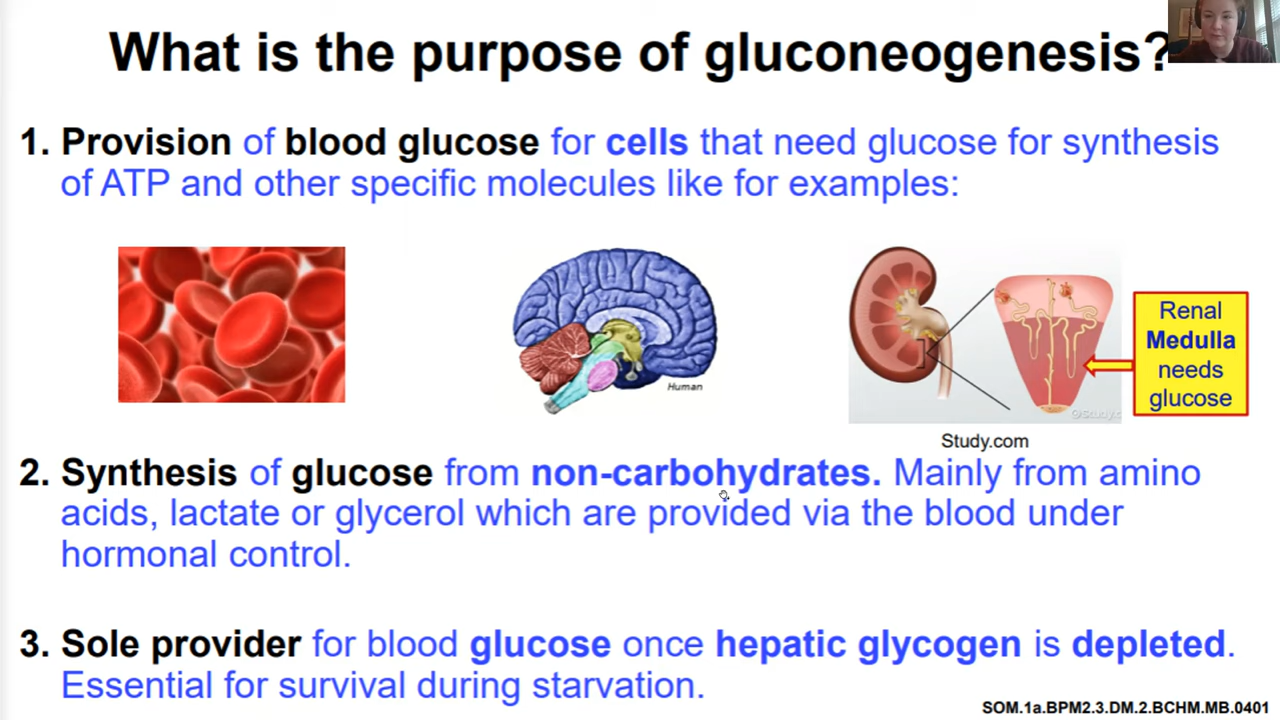 What is the purpose of gluconeogenesis?
1. Provision of blood glucose for cells that need glucose for synthesis
of ATP and other specific molecules like for examples:
Human
Renal
Medulla
needs
glucose
Study.com
2. Synthesis of glucose from non-carbohydrates. Mainly from amino
acids, lactate or glycerol which are provided via the blood under
hormonal control.
3. Sole provider for blood glucose once hepatic glycogen is depleted.
Essential for survival during starvation.
SOM.1a.BPM2.3.DM.2.BCHM.MB.0401